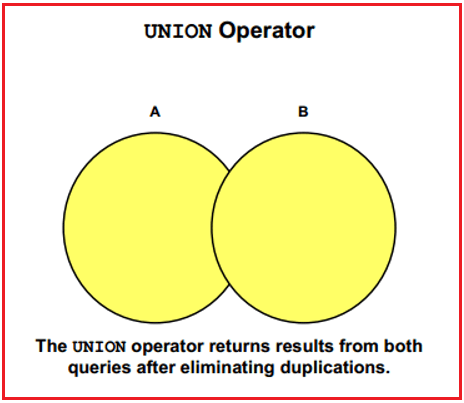 UNION Operator
A B
The UNION operator returns results from both
queries after eliminating duplications.